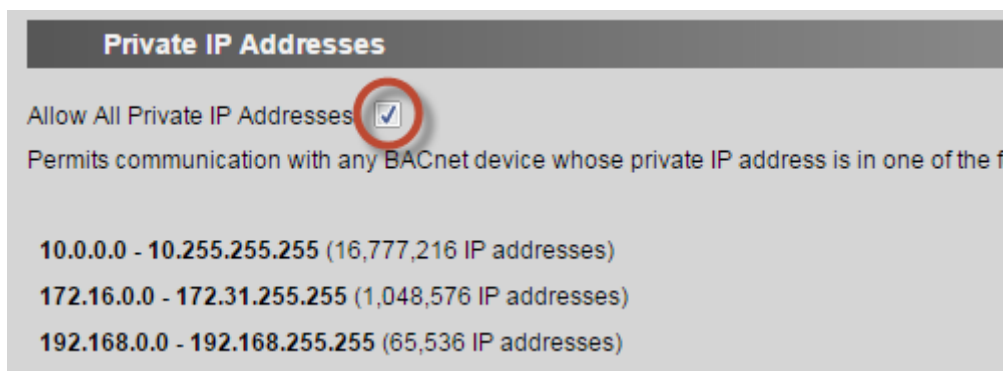 Private IP Addresses
Allow All Private IP Addresses
Permits communication with any BACnet device whose private IP address is in one of the f
10.0.0.0 - 10.255.255.255 (16,777,216 IP addresses)
172.16.0.0 - 172.31.255.255 (1,048,576 IP addresses)
192.168.0.0 - 192.168.255.255 (65,536 IP addresses)